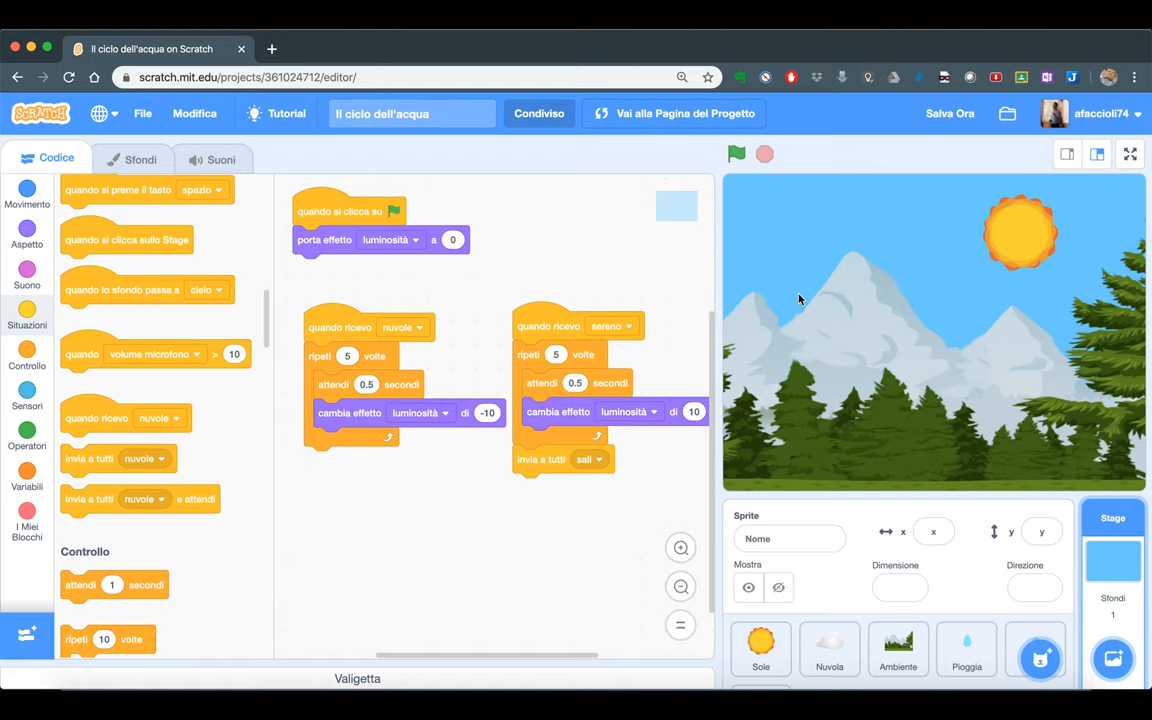 Il ciclo dell'acqua on Scratch
scratch.mit.edu/projects/361024712/editor/
SCRATCH
File
Modifica
Tutorial
Il ciclo dell'acqua
Condiviso
Vai alla Pagina del Progetto
Salva Ora
afaccioli74
Codice
Sfondi
Suoni
Movimento
Aspetto
Suono
Situazioni
Controllo
Sensori
Operatori
Variabili
I Miei
Blocchi
quando si preme il tasto spazio
quando si clicca sullo Stage
quando lo sfondo passa a cielo
quando volume microfono > 10
quando ricevo nuvole
invia a tutti nuvole
invia a tutti nuvole e attendi
Controllo
attendi 1 secondi
ripeti 10 volte
quando si clicca su
porta effetto luminosità a 0
quando ricevo nuvole
ripeti 5 volte
attendi 0.5 secondi
cambia effetto luminosità di -10
quando ricevo sereno
ripeti 5 volte
attendi 0.5 secondi
cambia effetto luminosità di 10
invia a tutti sali
Valigetta
Sprite
Nome
x x
y y
Mostra
Dimensione
Direzione
Sole
Nuvola
Ambiente
Pioggia
Stage
Sfondi
1